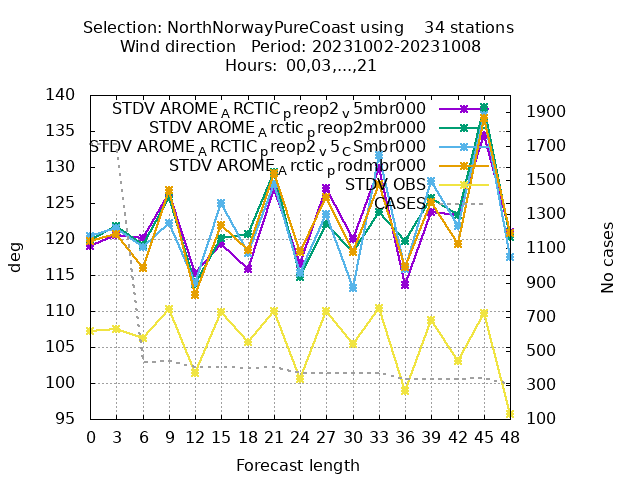 Selection: NorthNorwayPureCoast using    34 stations
Wind direction   Period: 20231002-20231008
Hours:  00,03,...,21
STDV AROME_ARCTIC_preop2_v5mbr000
STDV AROME_Arctic_preop2mbr000
STDV AROME_ARCTIC_preop2_v5_CSmbr000
STDV AROME_Arctic_prodmbr000
STDV OBS
CASES
140
135
130
125
120
115
110
105
100
95
deg
1900
1700
1500
1300
1100
900
700
500
300
100
No cases
0 3 6 9 12 15 18 21 24 27 30 33 36 39 42 45 48
Forecast length